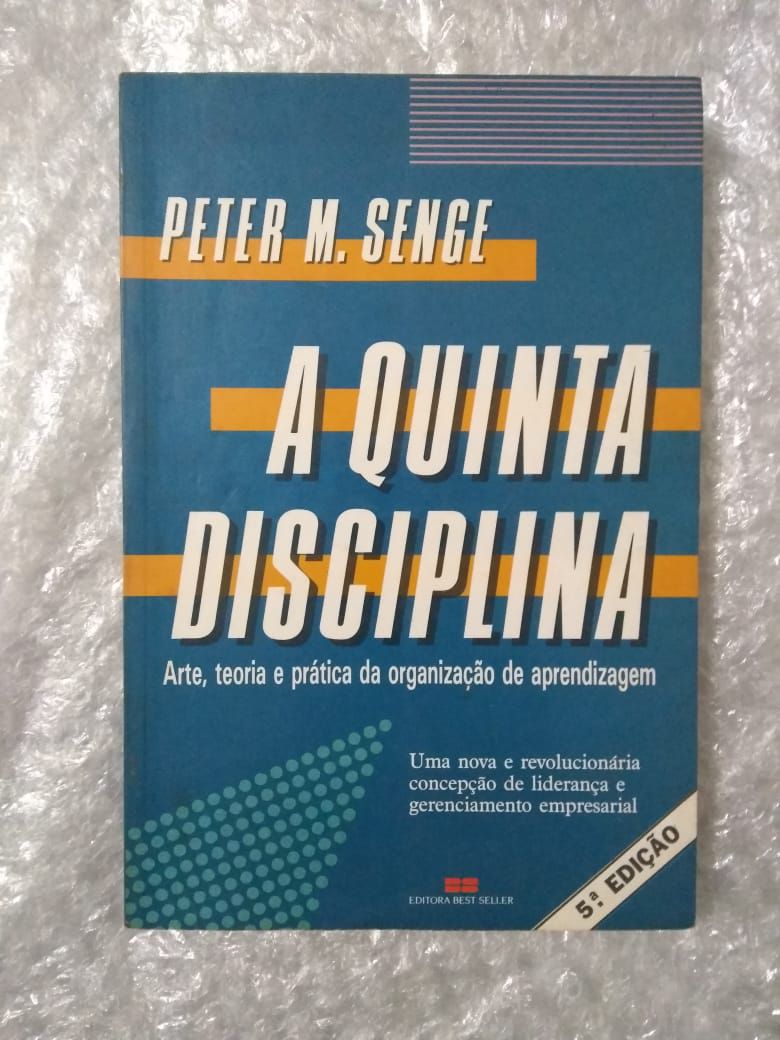 PETER M. SENGE
A QUINTA
DISCIPLINA
Arte, teoria e prática da organização de aprendizagem
Uma nova e revolucionária
concepção de liderança e
gerenciamento empresarial
EDITORA BEST SELLER
5.ª EDIÇÃO